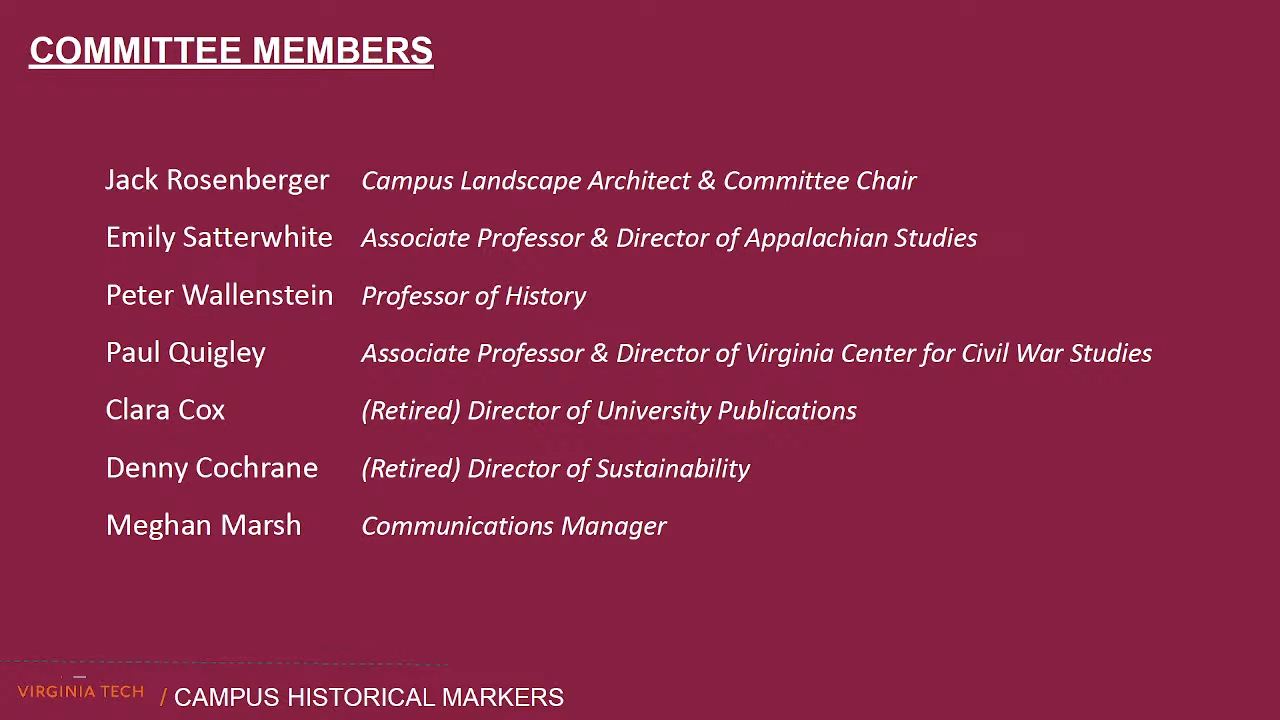 COMMITTEE MEMBERS
Jack Rosenberger Campus Landscape Architect & Committee Chair
Emily Satterwhite Associate Professor & Director of Appalachian Studies
Peter Wallenstein Professor of History
Paul Quigley Associate Professor & Director of Virginia Center for Civil War Studies
Clara Cox (Retired) Director of University Publications
Denny Cochrane (Retired) Director of Sustainability
Meghan Marsh Communications Manager
VIRGINIA TECH / CAMPUS HISTORICAL MARKERS